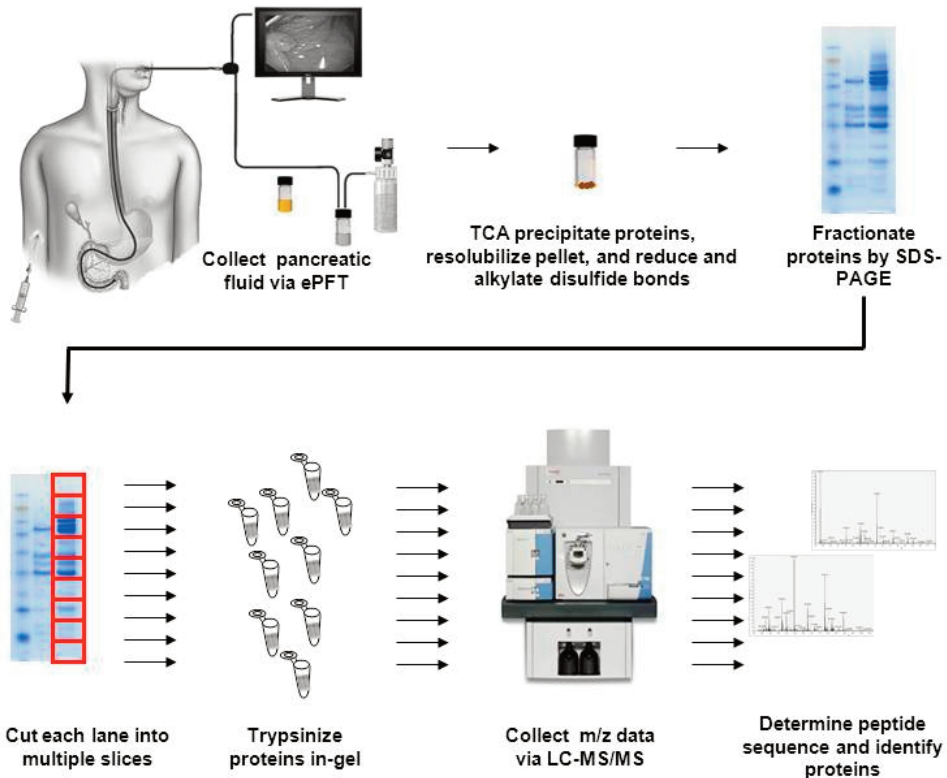 Collect pancreatic
fluid via ePFT
TCA precipitate proteins,
resolubilize pellet, and reduce and
alkylate disulfide bonds
Fractionate
proteins by SDS-
PAGE
Cut each lane into
multiple slices
Trypsinize
proteins in-gel
Collect m/z data
via LC-MS/MS
Determine peptide
sequence and identify
proteins